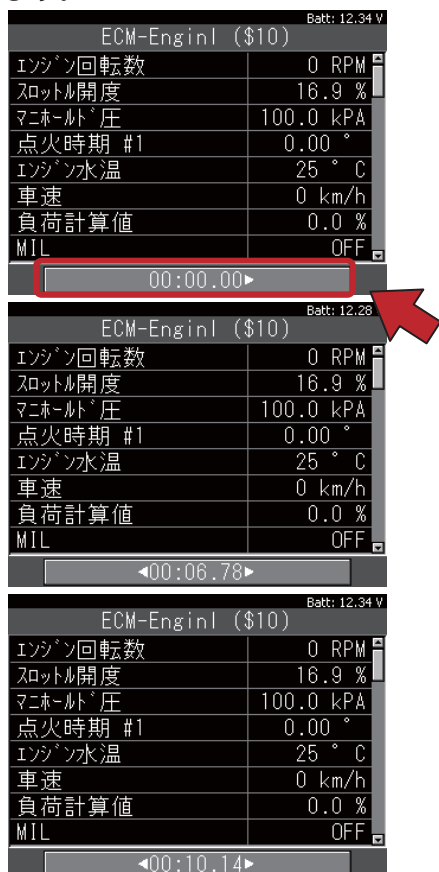 Batt: 12.34 V
ECM-EnginI ($10)
ｴﾝｼﾞﾝ回転数 0 RPM
ｽﾛｯﾄﾙ開度 16.9 %
ﾏﾆﾎｰﾙﾄﾞ圧 100.0 kPA
点火時期 #1 0.00 °
ｴﾝｼﾞﾝ水温 25 ° C
車速 0 km/h
負荷計算値 0.0 %
MIL OFF
00:00.00►
Batt: 12.28
ECM-EnginI ($10)
ｴﾝｼﾞﾝ回転数 0 RPM
ｽﾛｯﾄﾙ開度 16.9 %
ﾏﾆﾎｰﾙﾄﾞ圧 100.0 kPA
点火時期 #1 0.00 °
ｴﾝｼﾞﾝ水温 25 ° C
車速 0 km/h
負荷計算値 0.0 %
MIL OFF
◄00:06.78►
Batt: 12.34 V
ECM-EnginI ($10)
ｴﾝｼﾞﾝ回転数 0 RPM
ｽﾛｯﾄﾙ開度 16.9 %
ﾏﾆﾎｰﾙﾄﾞ圧 100.0 kPA
点火時期 #1 0.00 °
ｴﾝｼﾞﾝ水温 25 ° C
車速 0 km/h
負荷計算値 0.0 %
MIL OFF
◄00:10.14►